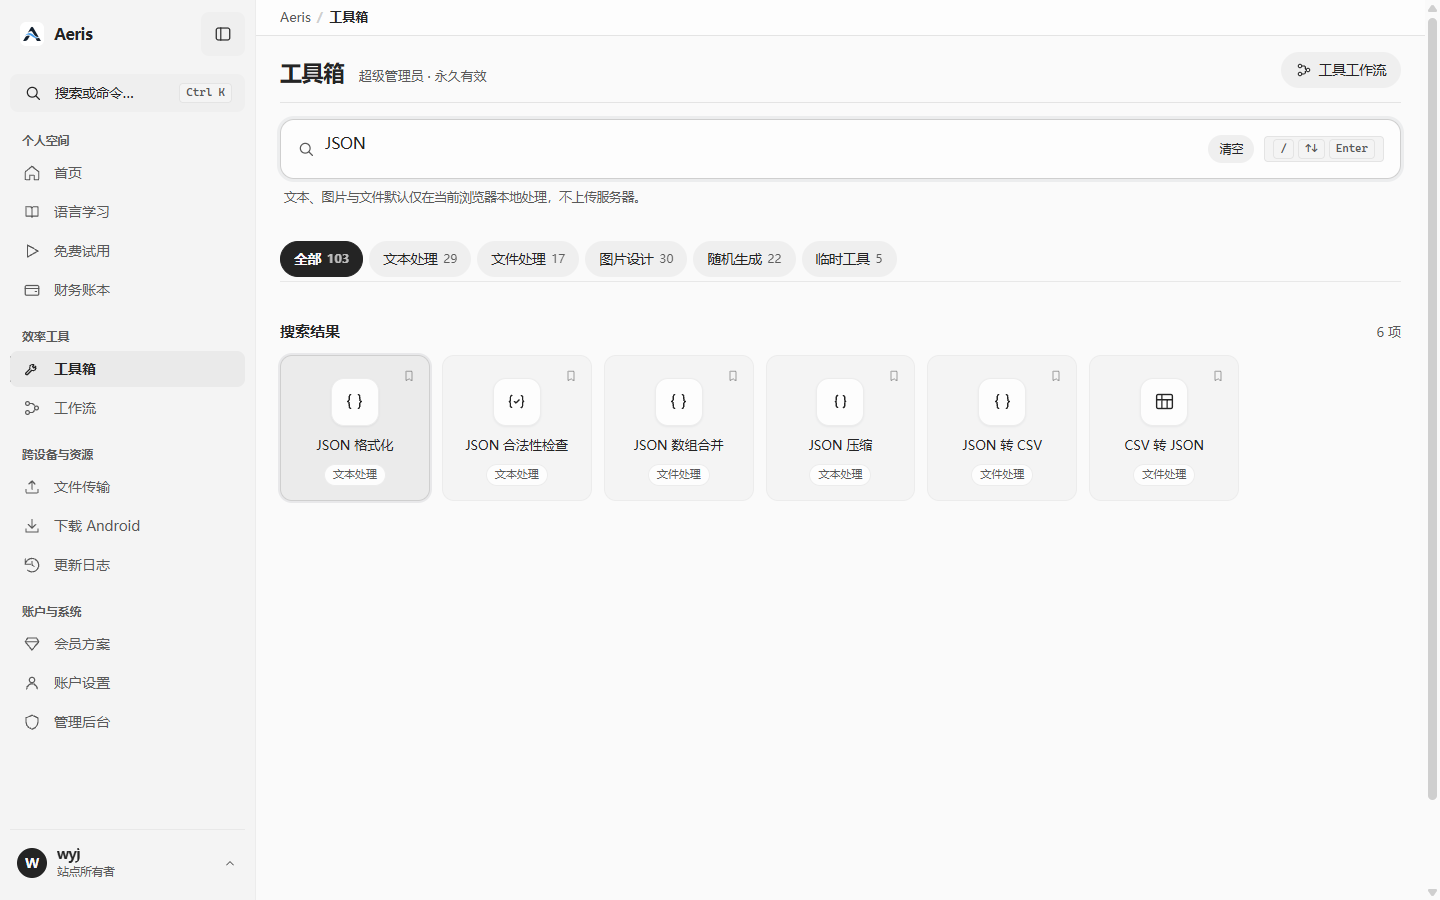 Aeris
搜索或命令... Ctrl K
个人空间
首页
语言学习
免费试用
财务账本
效率工具
工具箱
工作流
跨设备与资源
文件传输
下载 Android
更新日志
账户与系统
会员方案
账户设置
管理后台
W
wyj
站点所有者
Aeris / 工具箱
工具箱 超级管理员 · 永久有效
工具工作流
JSON
清空 / ↑↓ Enter
文本、图片与文件默认仅在当前浏览器本地处理，不上传服务器。
全部 103 文本处理 29 文件处理 17 图片设计 30 随机生成 22 临时工具 5
搜索结果 6 项
JSON 格式化
文本处理
JSON 合法性检查
文本处理
JSON 数组合并
文件处理
JSON 压缩
文本处理
JSON 转 CSV
文件处理
CSV 转 JSON
文件处理